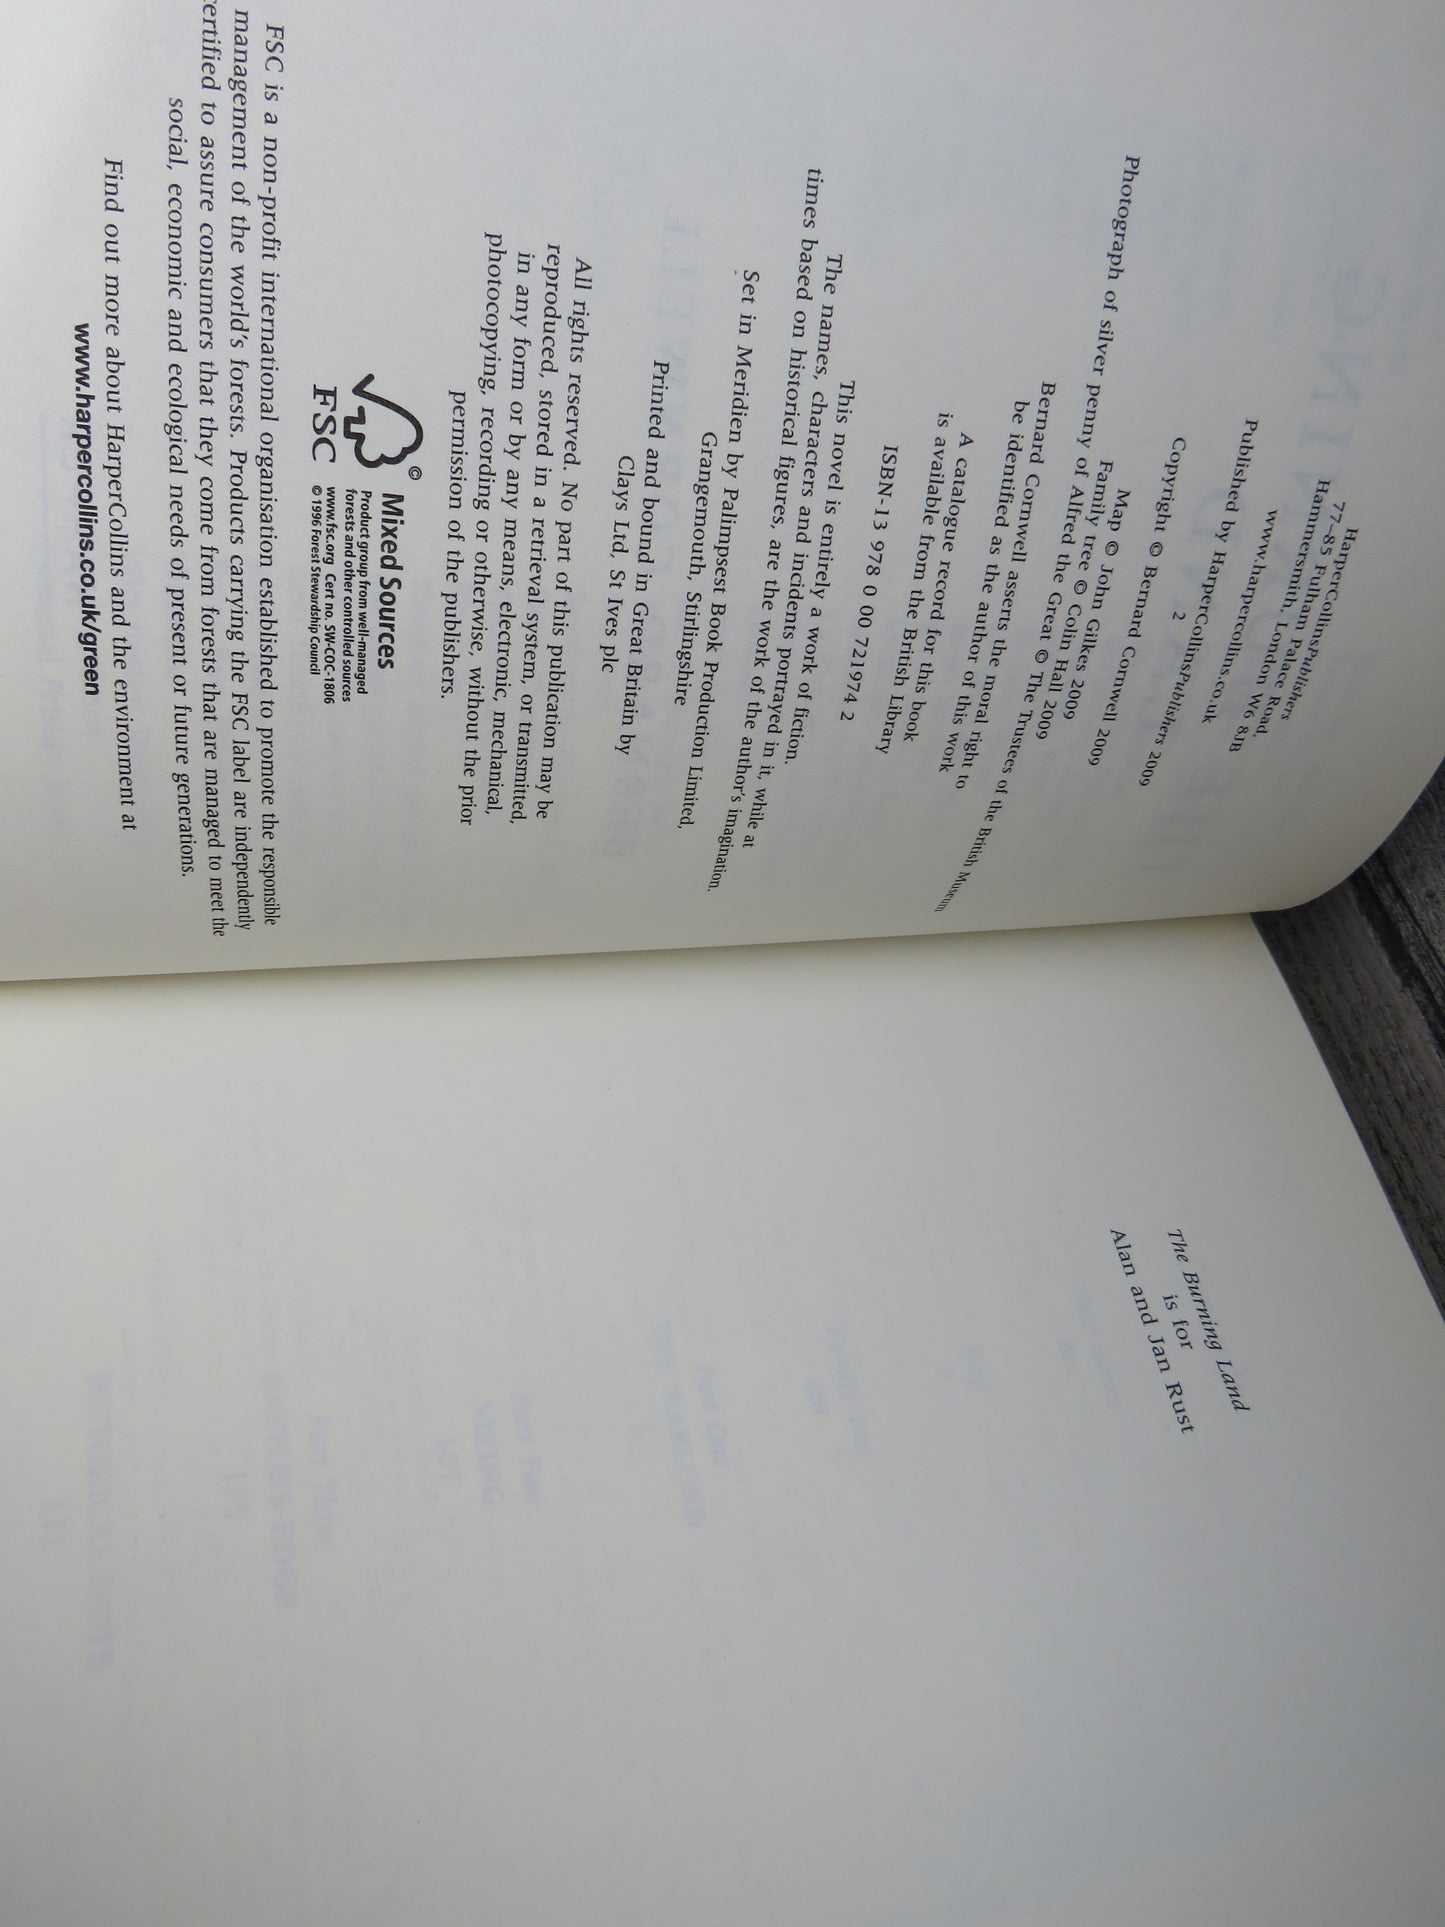 HarperCollinsPublishers
77–85 Fulham Palace Road,
Hammersmith, London W6 8JB
www.harpercollins.co.uk
Published by HarperCollinsPublishers 2009
2
Copyright © Bernard Cornwell 2009
Map © John Gilkes 2009
Family tree © Colin Hall 2009
Photograph of silver penny of Alfred the Great © The Trustees of the British Museum
Bernard Cornwell asserts the moral right to
be identified as the author of this work
A catalogue record for this book
is available from the British Library
ISBN-13 978 0 00 721974 2
This novel is entirely a work of fiction.
The names, characters and incidents portrayed in it, while at
times based on historical figures, are the work of the author's imagination.
Set in Meridien by Palimpsest Book Production Limited,
Grangemouth, Stirlingshire
Printed and bound in Great Britain by
Clays Ltd, St Ives plc
All rights reserved. No part of this publication may be
reproduced, stored in a retrieval system, or transmitted,
in any form or by any means, electronic, mechanical,
photocopying, recording or otherwise, without the prior
permission of the publishers.
©
FSC
Mixed Sources
Product group from well-managed
forests and other controlled sources
www.fsc.org Cert no. SW-COC-1806
© 1996 Forest Stewardship Council
FSC is a non-profit international organisation established to promote the responsible
management of the world's forests. Products carrying the FSC label are independently
certified to assure consumers that they come from forests that are managed to meet the
social, economic and ecological needs of present or future generations.
Find out more about HarperCollins and the environment at
www.harpercollins.co.uk/green
The Burning Land
is for
Alan and Jan Rust